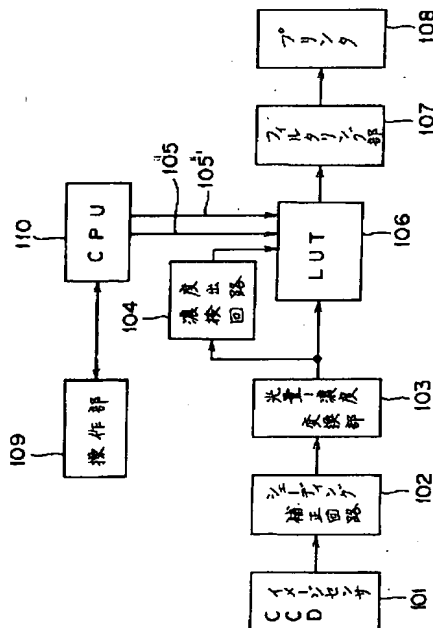 101
イメージセンサ
CCD
102
シェーディング
補正回路
103
光量-濃度
変換部
104
濃度
検出
回路
105"
105'
106
LUT
107
フィルタリング部
108
プリンタ
109
操作部
110
CPU